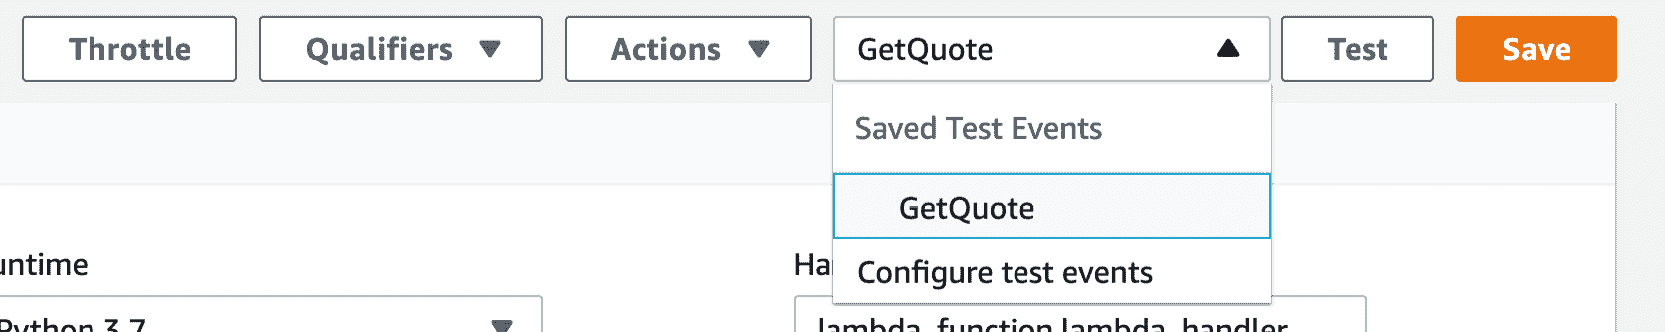 Throttle
Qualifiers
Actions
GetQuote
Test
Save
Saved Test Events
GetQuote
Configure test events
untime
Ha
Python 3.7
lambda_function.lambda_handler